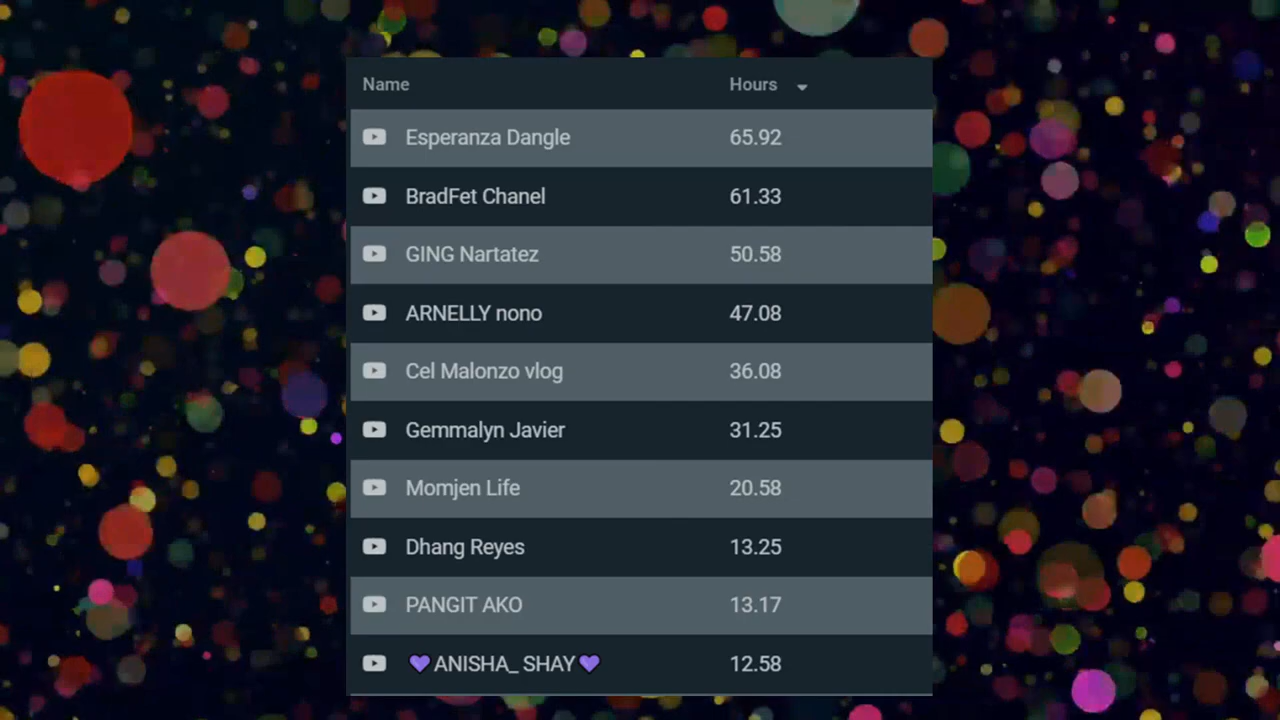 Name Hours
Esperanza Dangle 65.92
BradFet Chanel 61.33
GING Nartatez 50.58
ARNELLY nono 47.08
Cel Malonzo vlog 36.08
Gemmalyn Javier 31.25
Momjen Life 20.58
Dhang Reyes 13.25
PANGIT AKO 13.17
💜ANISHA_ SHAY💜 12.58